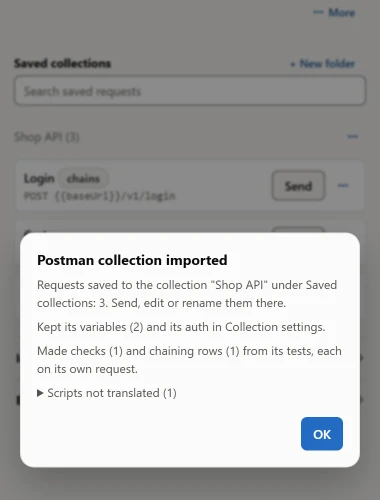 ··· More
Saved collections
+ New folder
Search saved requests
Shop API (3)
···
Login
chains
POST {{baseUrl}}/v1/login
Send
···
Postman collection imported
Requests saved to the collection "Shop API" under Saved
collections: 3. Send, edit or rename them there.
Kept its variables (2) and its auth in Collection settings.
Made checks (1) and chaining rows (1) from its tests, each
on its own request.
▶ Scripts not translated (1)
OK